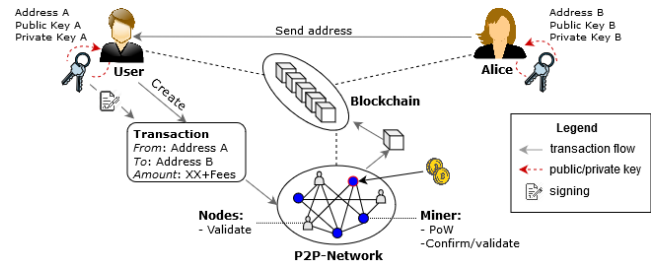 Address A
Public Key A
Private Key A
User
Send address
Address B
Public Key B
Private Key B
Alice
Create
Blockchain
Transaction
From: Address A
To: Address B
Amount: XX+Fees
Legend
transaction flow
public/private key
signing
Nodes:
- Validate
Miner:
- PoW
-Confirm/validate
P2P-Network